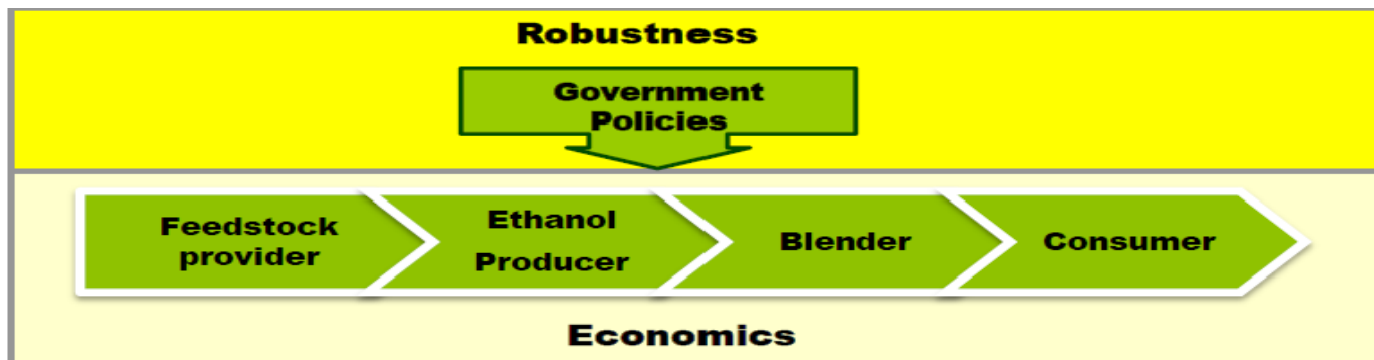 Robustness
Government
Policies
Feedstock
provider
Ethanol
Producer
Blender
Consumer
Economics